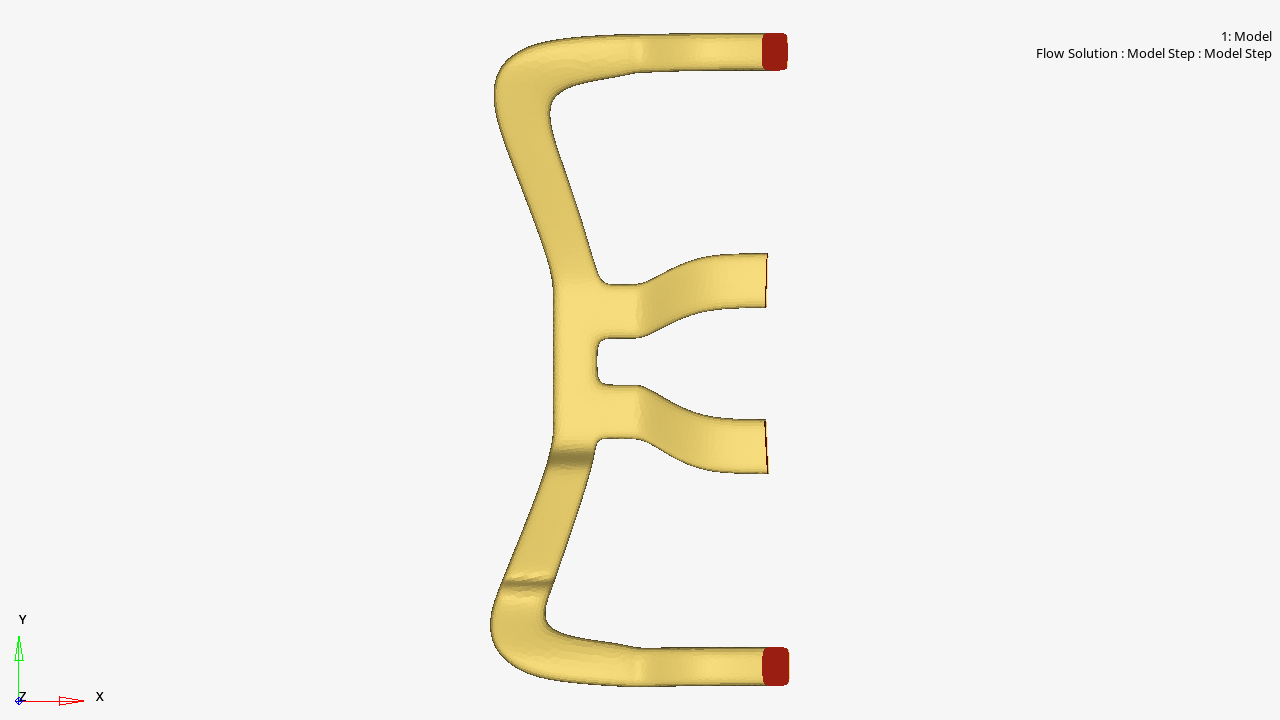 1: Model
Flow Solution : Model Step : Model Step
Y
Z
X